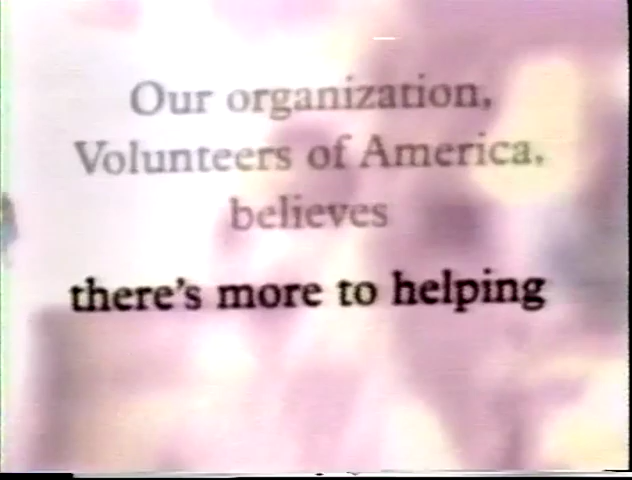 Our organization,
Volunteers of America,
believes
there's more to helping